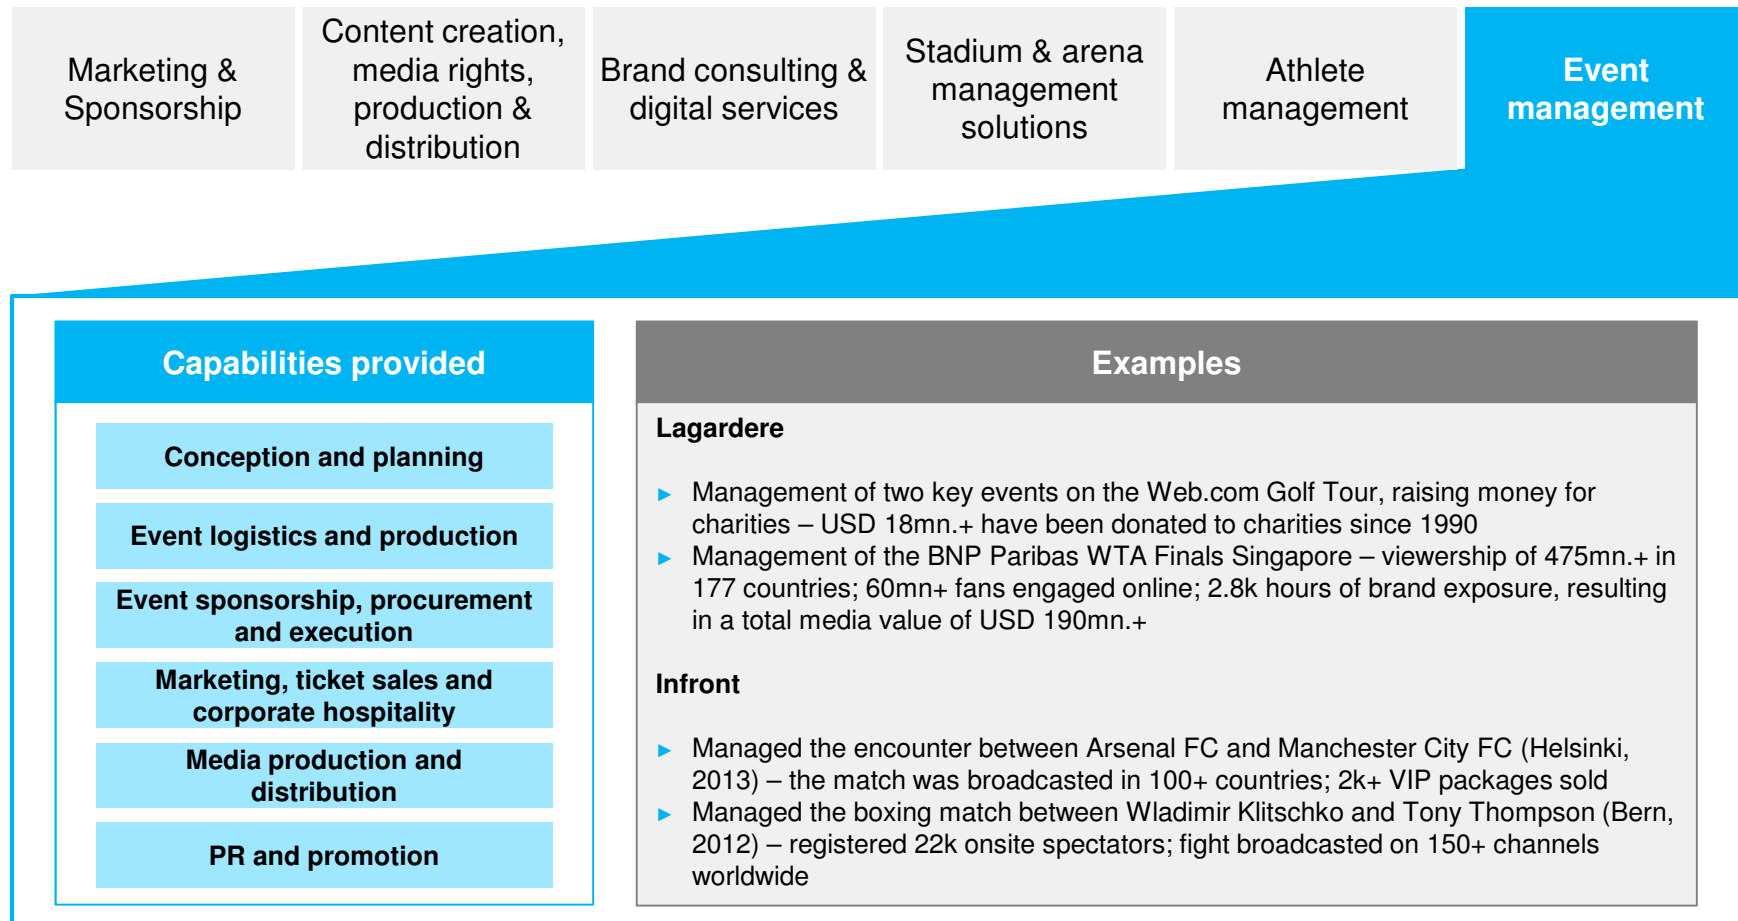 Marketing &
Sponsorship
Content creation,
media rights,
production &
distribution
Brand consulting &
digital services
Stadium & arena
management
solutions
Athlete
management
Event
management
Capabilities provided
Conception and planning
Event logistics and production
Event sponsorship, procurement
and execution
Marketing, ticket sales and
corporate hospitality
Media production and
distribution
PR and promotion
Examples
Lagardere
► Management of two key events on the Web.com Golf Tour, raising money for
charities – USD 18mn.+ have been donated to charities since 1990
► Management of the BNP Paribas WTA Finals Singapore – viewership of 475mn.+ in
177 countries; 60mn+ fans engaged online; 2.8k hours of brand exposure, resulting
in a total media value of USD 190mn.+
Infront
► Managed the encounter between Arsenal FC and Manchester City FC (Helsinki,
2013) – the match was broadcasted in 100+ countries; 2k+ VIP packages sold
► Managed the boxing match between Wladimir Klitschko and Tony Thompson (Bern,
2012) – registered 22k onsite spectators; fight broadcasted on 150+ channels
worldwide